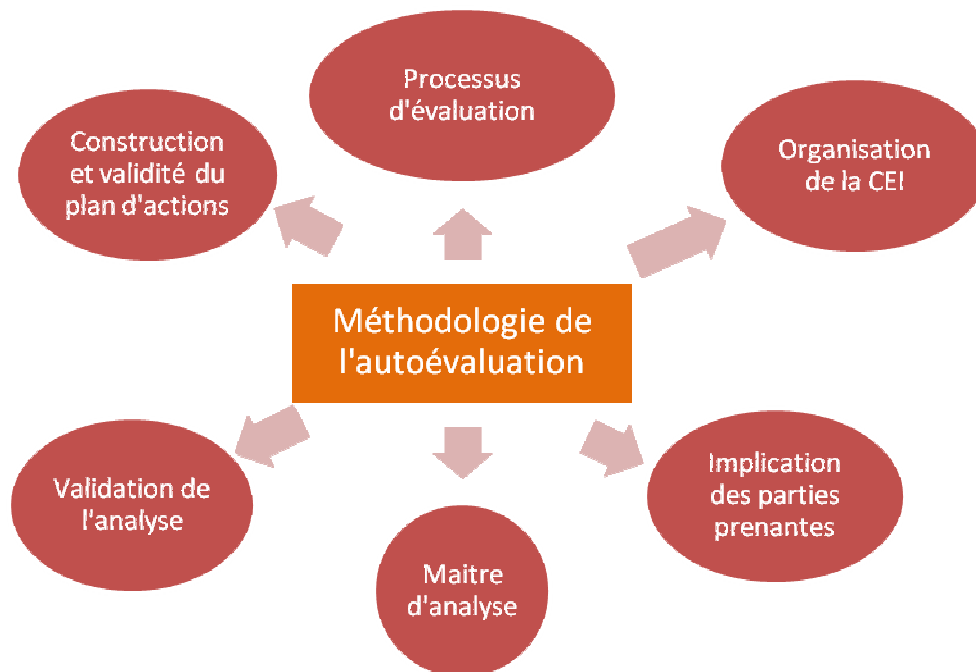 Processus
d'évaluation
Organisation
de la CEI
Implication
des parties
prenantes
Maitre
d'analyse
Validation de
l'analyse
Construction
et validité du
plan d'actions
Méthodologie de
l'autoévaluation